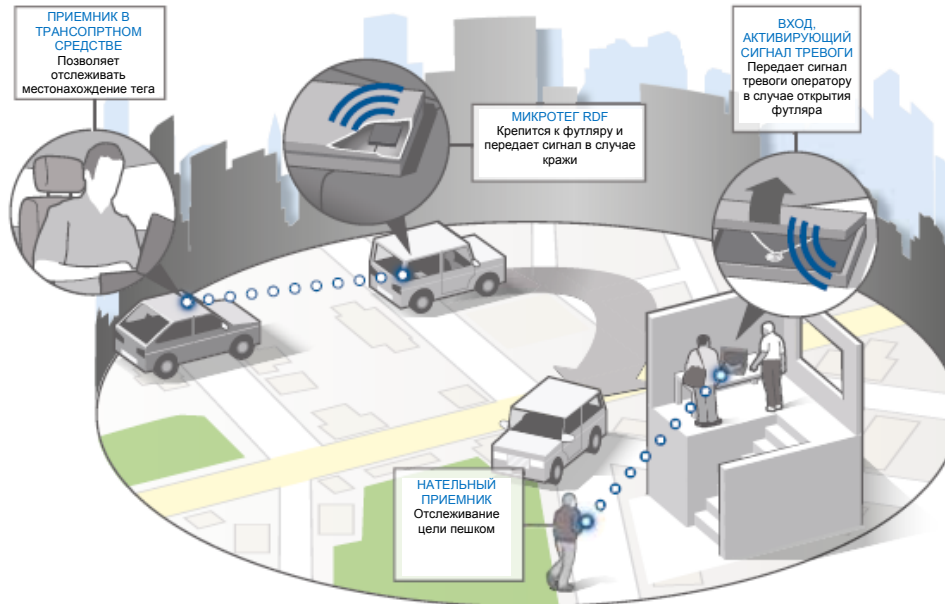 ПРИЕМНИК В
ТРАНСОПРТНОМ
СРЕДСТВЕ
Позволяет
отслеживать
местонахождение тега
МИКРОТЕГ RDF
Крепится к футляру и
передает сигнал в случае
кражи
ВХОД,
АКТИВИРУЮЩИЙ
СИГНАЛ ТРЕВОГИ
Передает сигнал
тревоги оператору
в случае открытия
футляра
НАТЕЛЬНЫЙ
ПРИЕМНИК
Отслеживание
цели пешком